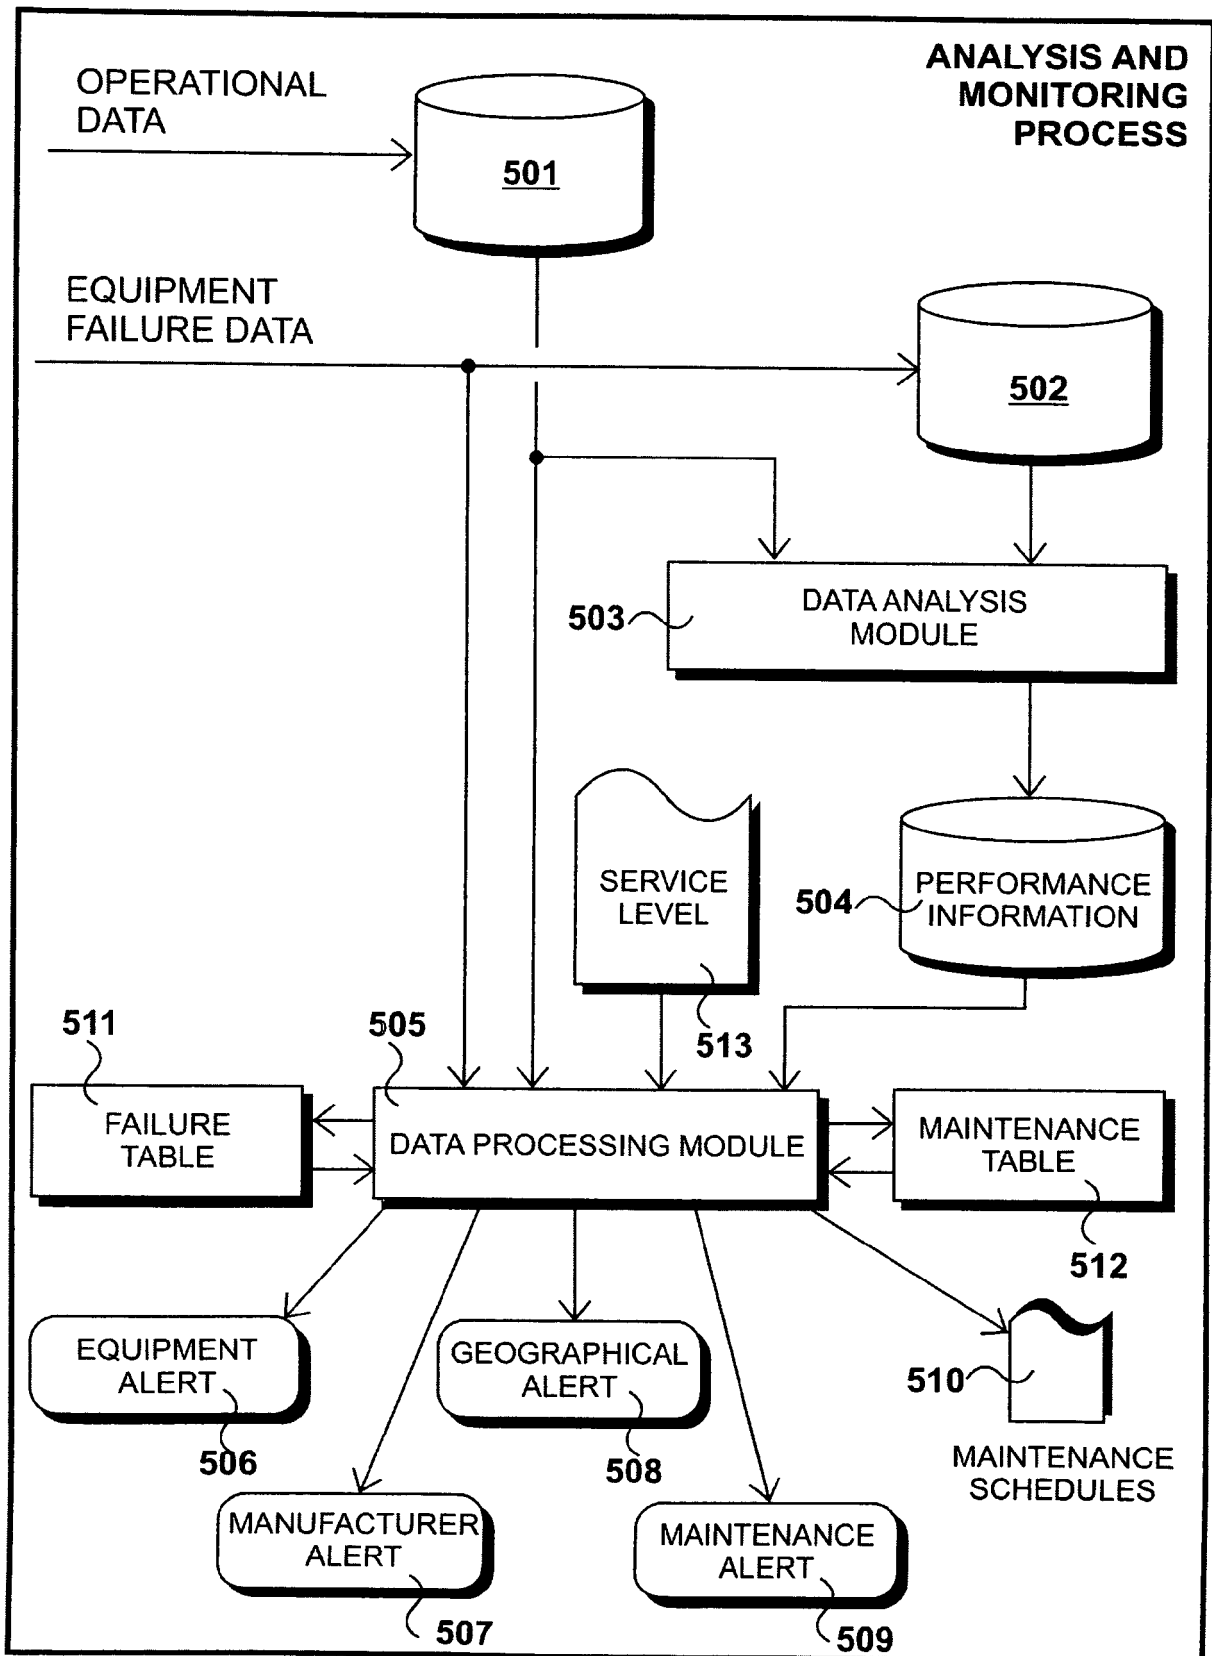 ANALYSIS AND
MONITORING
PROCESS
OPERATIONAL
DATA
501
EQUIPMENT
FAILURE DATA
502
503
DATA ANALYSIS
MODULE
SERVICE
LEVEL
504
PERFORMANCE
INFORMATION
513
511
505
FAILURE
TABLE
DATA PROCESSING MODULE
MAINTENANCE
TABLE
512
EQUIPMENT
ALERT
506
GEOGRAPHICAL
ALERT
508
510
MAINTENANCE
SCHEDULES
MANUFACTURER
ALERT
507
MAINTENANCE
ALERT
509